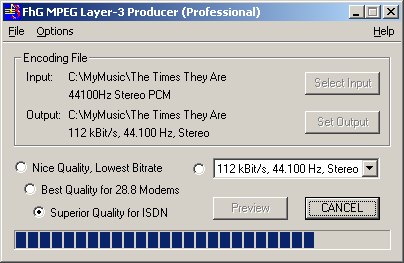 FhG MPEG Layer-3 Producer (Professional)
File Options Help
Encoding File
Input: C:\MyMusic\The Times They Are
44100Hz Stereo PCM
Select Input
Output: C:\MyMusic\The Times They Are
112 kBit/s, 44.100 Hz, Stereo
Set Output
Nice Quality, Lowest Bitrate
112 kBit/s, 44.100 Hz, Stereo
Best Quality for 28.8 Modems
Superior Quality for ISDN
Preview
CANCEL